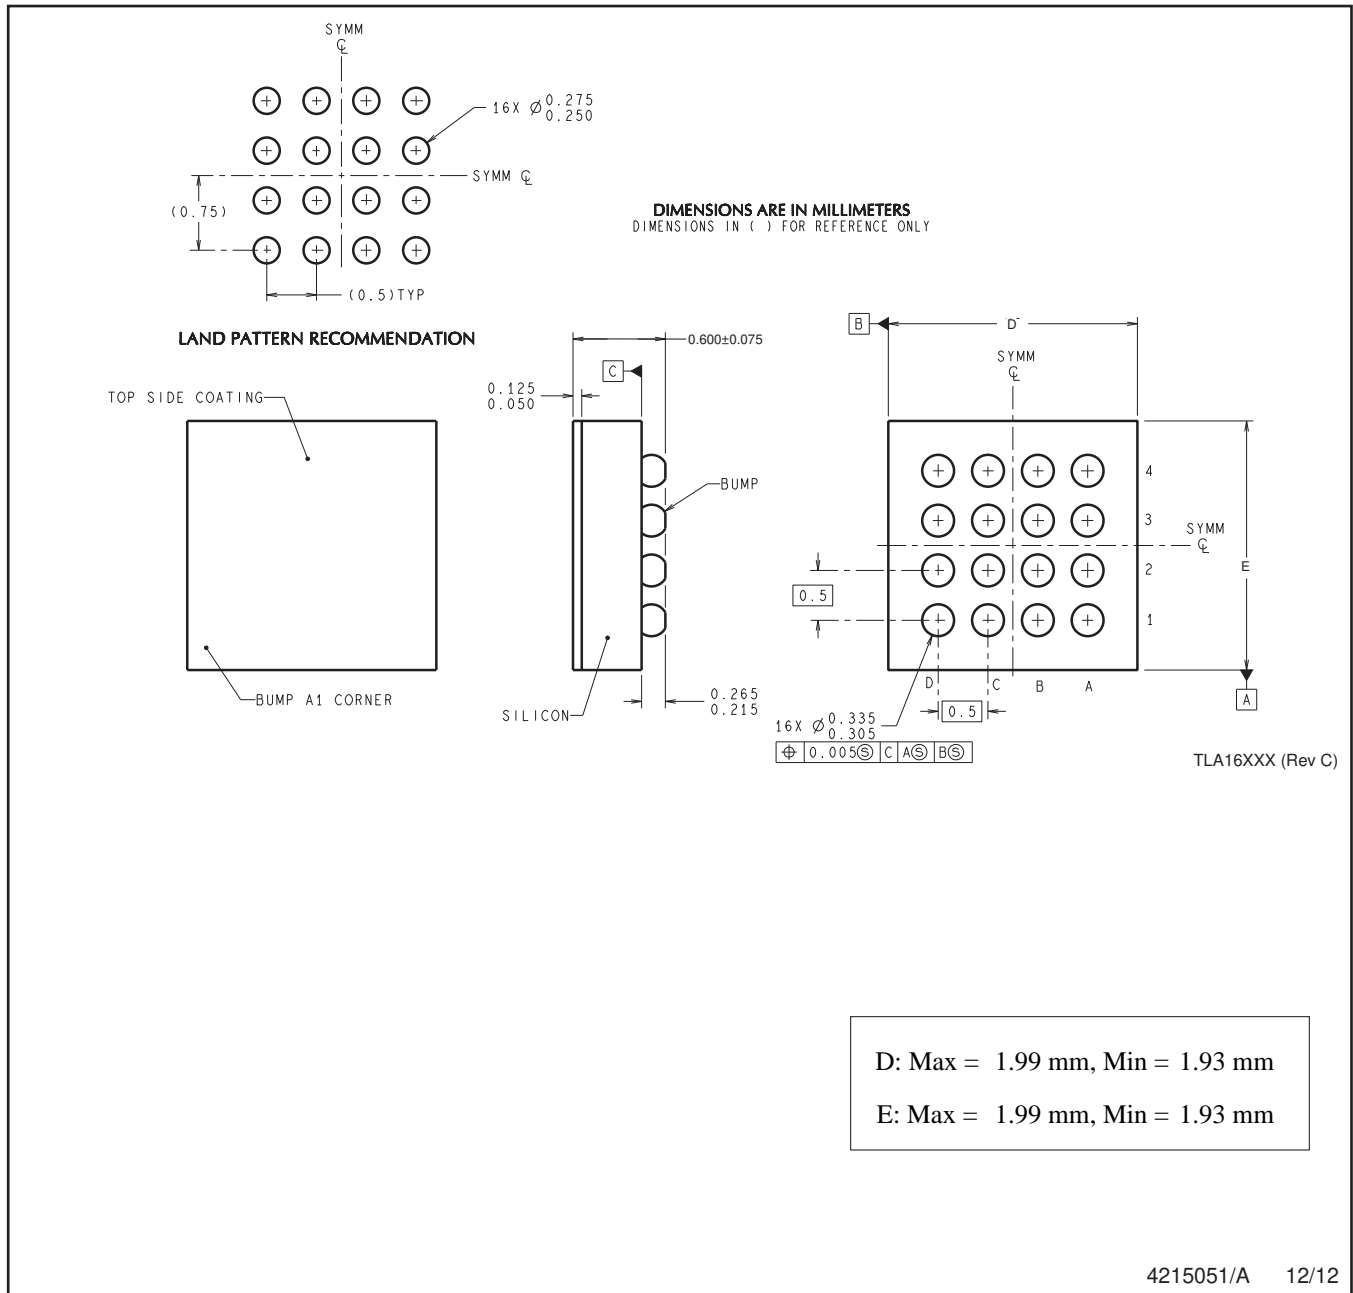 SYMM
℄
16X Ø 0.275
0.250
SYMM ℄
(0.75)
(0.5)TYP
DIMENSIONS ARE IN MILLIMETERS
DIMENSIONS IN ( ) FOR REFERENCE ONLY
LAND PATTERN RECOMMENDATION
TOP SIDE COATING
BUMP A1 CORNER
0.600±0.075
C
0.125
0.050
BUMP
SILICON
0.265
0.215
B
D
SYMM
℄
4
3
SYMM
℄
2
E
0.5
1
D C B A
0.5
A
16X Ø 0.335
0.305
⌖ 0.005Ⓢ C AⓈ BⓈ
TLA16XXX (Rev C)
D: Max = 1.99 mm, Min = 1.93 mm
E: Max = 1.99 mm, Min = 1.93 mm
4215051/A 12/12